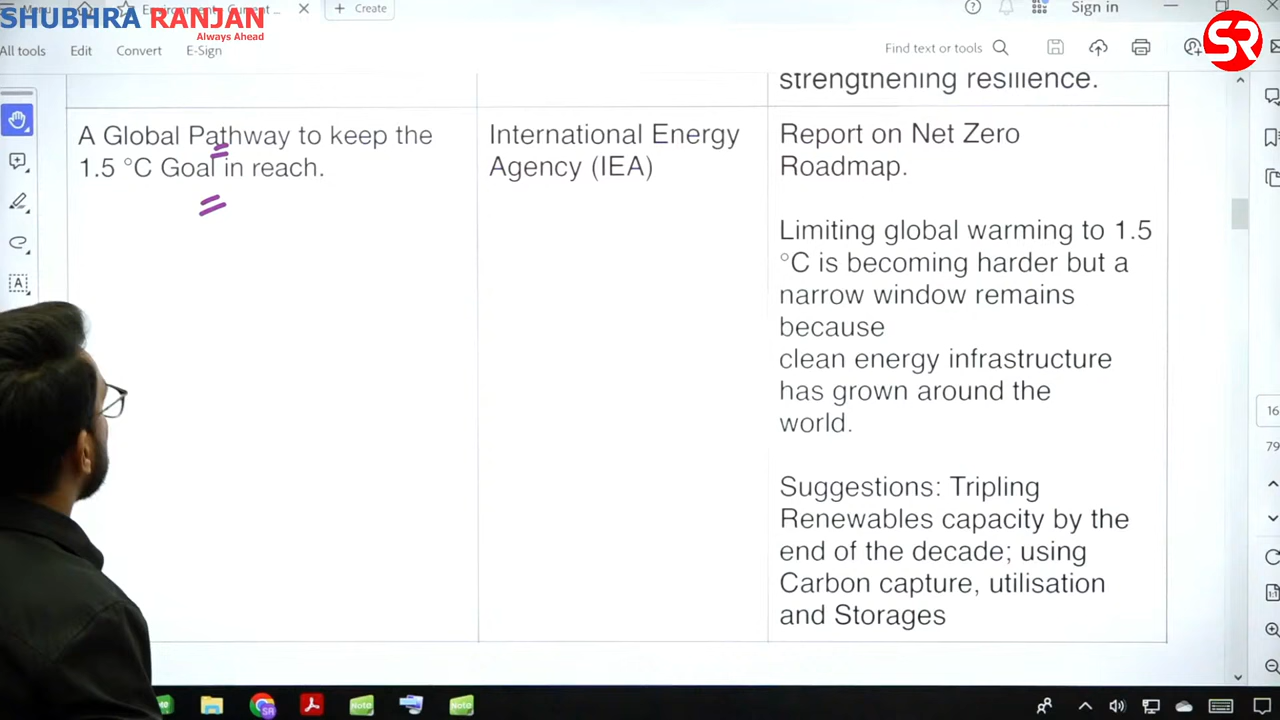 SHUBHRA RANJAN
Always Ahead
Create
Sign in
All tools
Edit
Convert
E-Sign
Find text or tools
SR
strengthening resilience.
A Global Pathway to keep the
1.5 °C Goal in reach.
International Energy
Agency (IEA)
Report on Net Zero
Roadmap.
Limiting global warming to 1.5
°C is becoming harder but a
narrow window remains
because
clean energy infrastructure
has grown around the
world.
Suggestions: Tripling
Renewables capacity by the
end of the decade; using
Carbon capture, utilisation
and Storages
16
79